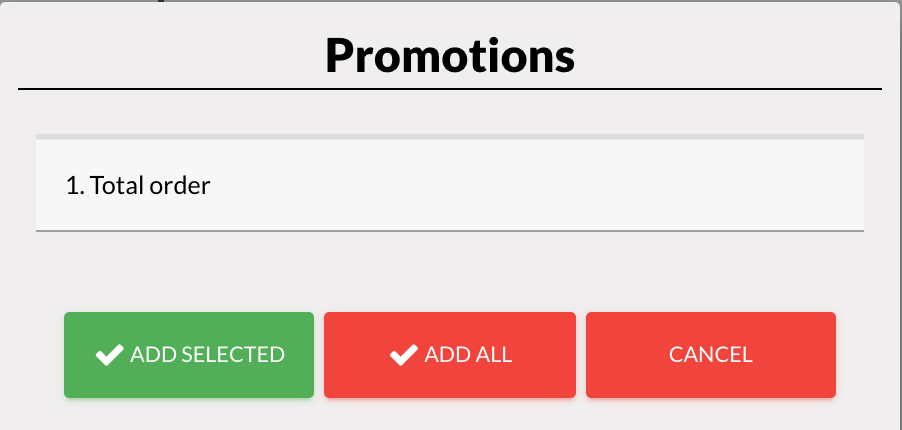 Promotions
1. Total order
ADD SELECTED
ADD ALL
CANCEL